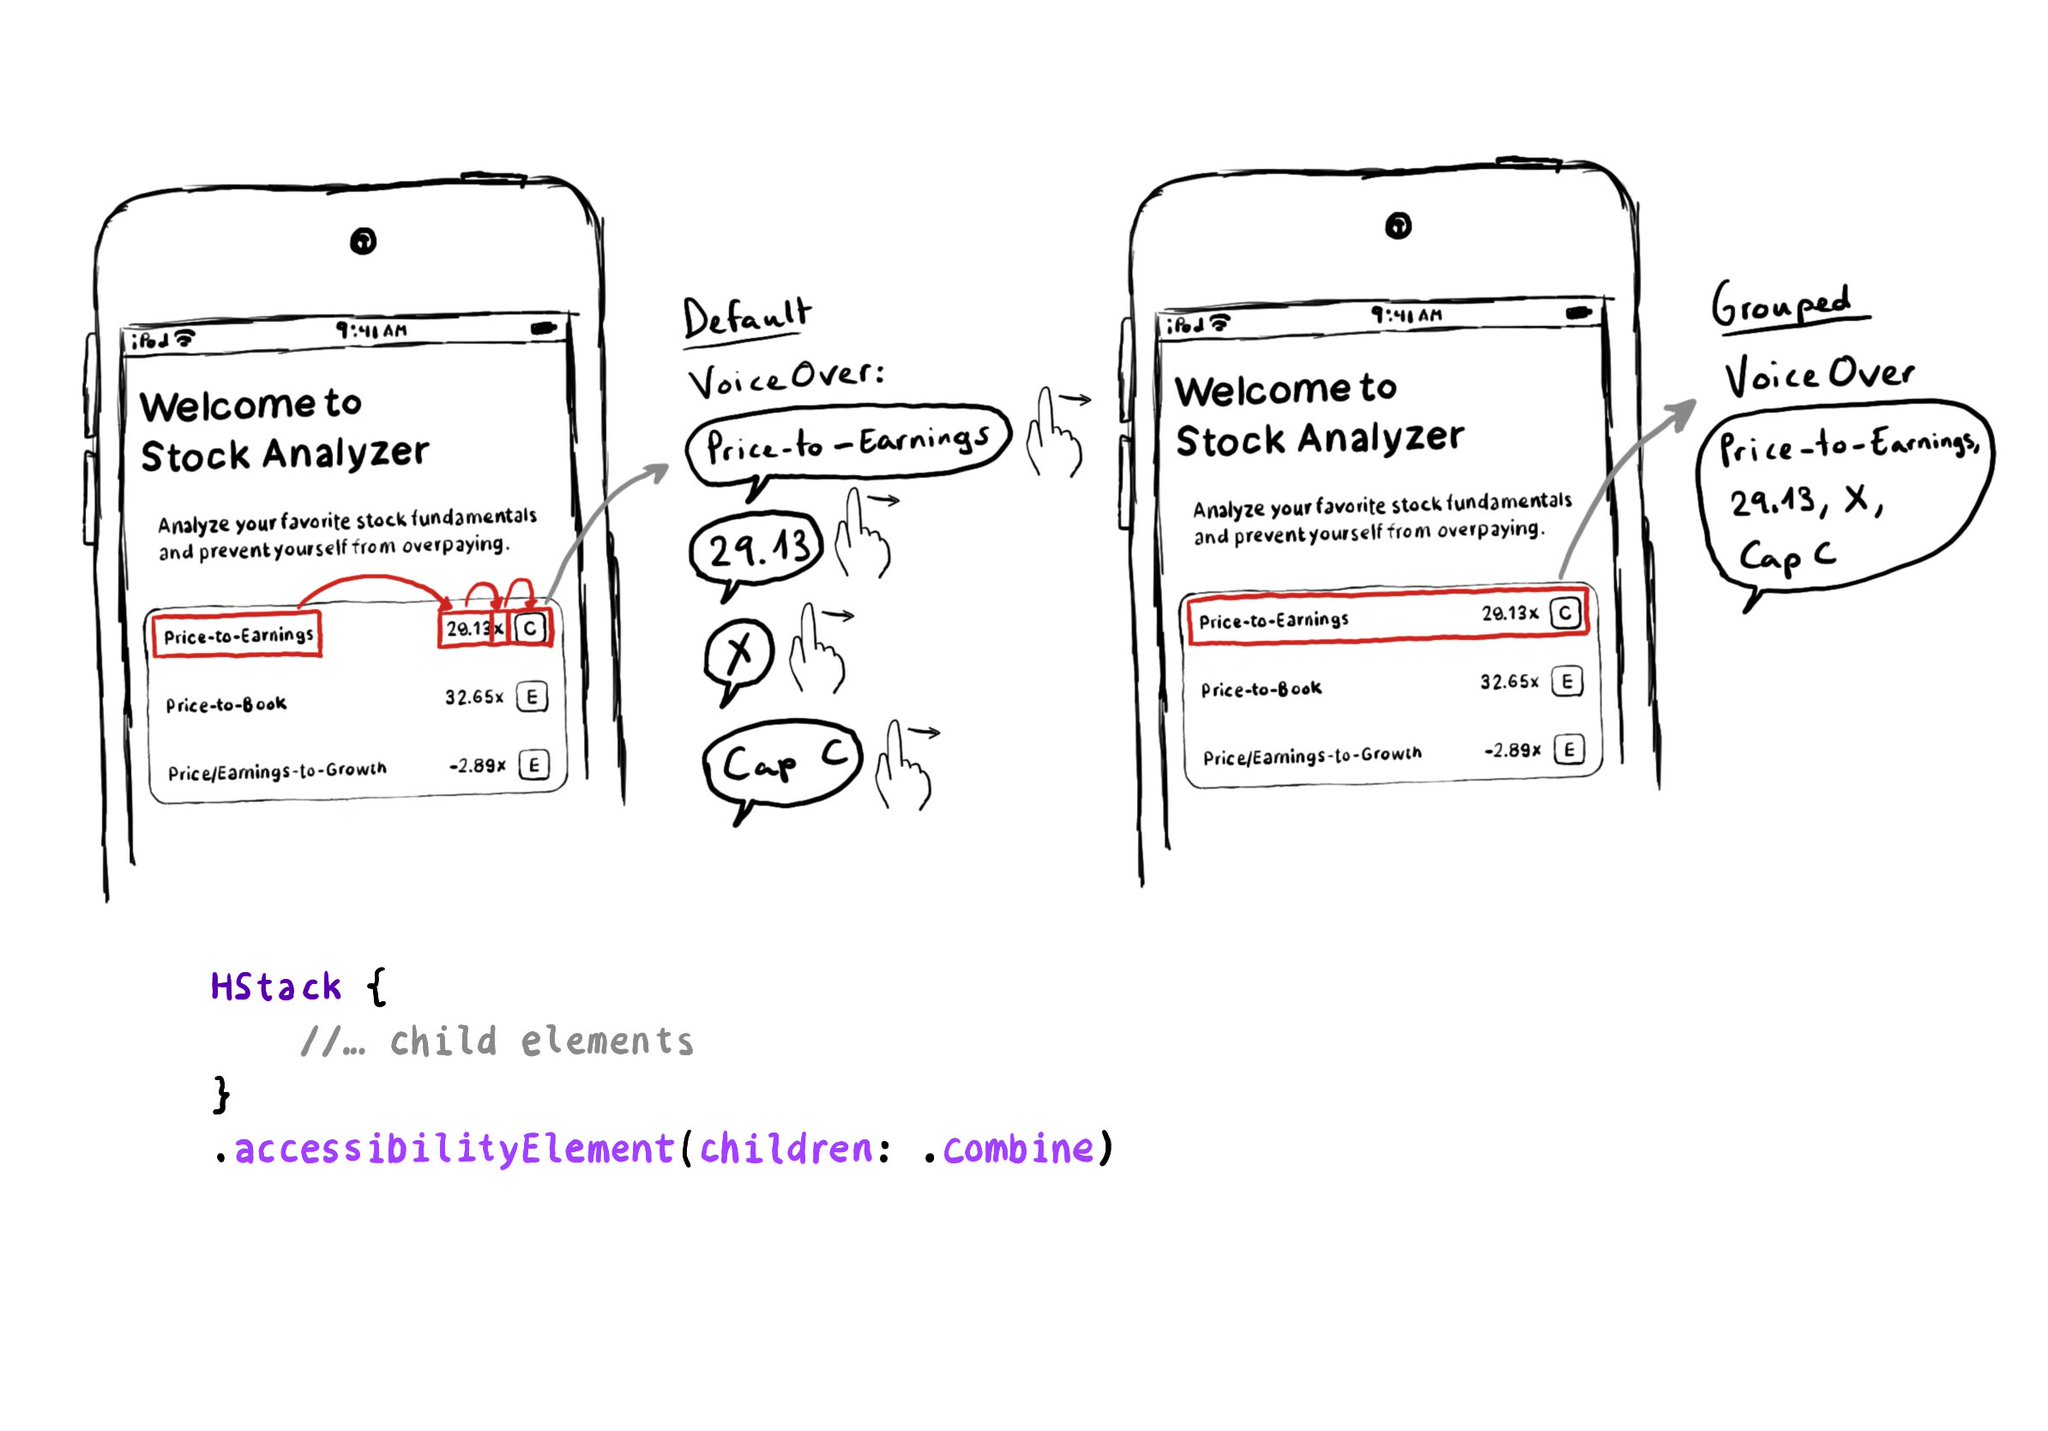 iPod 9:41 AM
Welcome to
Stock Analyzer
Analyze your favorite stock fundamentals
and prevent yourself from overpaying.
Price-to-Earnings 29.13x C
Price-to-Book 32.65x E
Price/Earnings-to-Growth -2.89x E
Default
VoiceOver:
Price-to-Earnings
29.13
X
Cap C
iPod 9:41 AM
Welcome to
Stock Analyzer
Analyze your favorite stock fundamentals
and prevent yourself from overpaying.
Price-to-Earnings 29.13x C
Price-to-Book 32.65x E
Price/Earnings-to-Growth -2.89x E
Grouped
VoiceOver
Price-to-Earnings,
29.13, X,
Cap C
HStack {
//... child elements
}
.accessibilityElement(children: .combine)